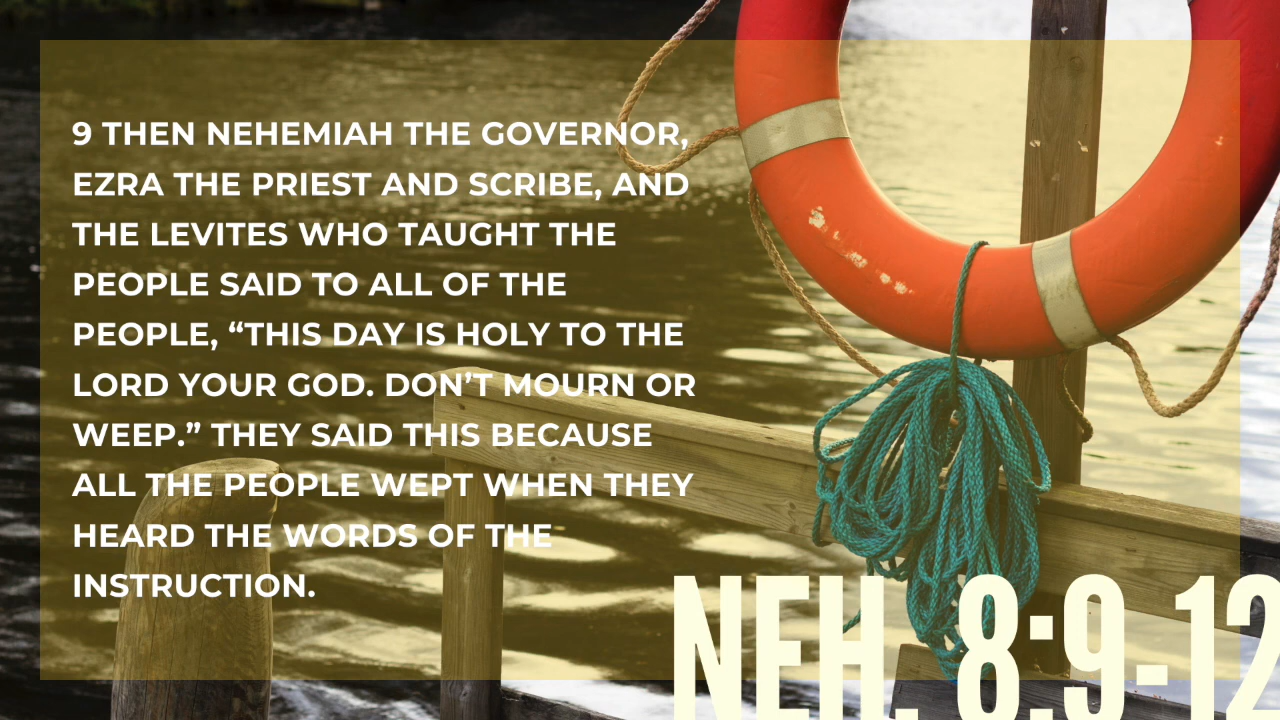 9 THEN NEHEMIAH THE GOVERNOR,
EZRA THE PRIEST AND SCRIBE, AND
THE LEVITES WHO TAUGHT THE
PEOPLE SAID TO ALL OF THE
PEOPLE, “THIS DAY IS HOLY TO THE
LORD YOUR GOD. DON’T MOURN OR
WEEP.” THEY SAID THIS BECAUSE
ALL THE PEOPLE WEPT WHEN THEY
HEARD THE WORDS OF THE
INSTRUCTION.
NEH. 8:9-12